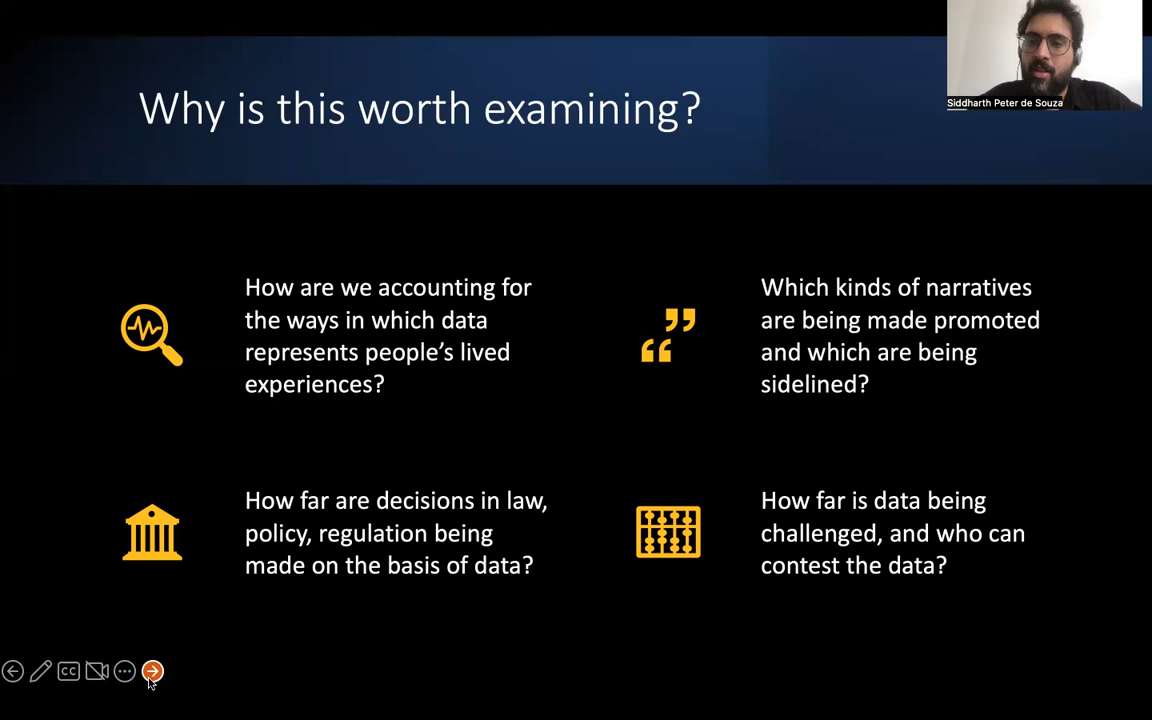 Siddharth Peter de Souza
Why is this worth examining?
How are we accounting for
the ways in which data
represents people’s lived
experiences?
Which kinds of narratives
are being made promoted
and which are being
sidelined?
How far are decisions in law,
policy, regulation being
made on the basis of data?
How far is data being
challenged, and who can
contest the data?
CC